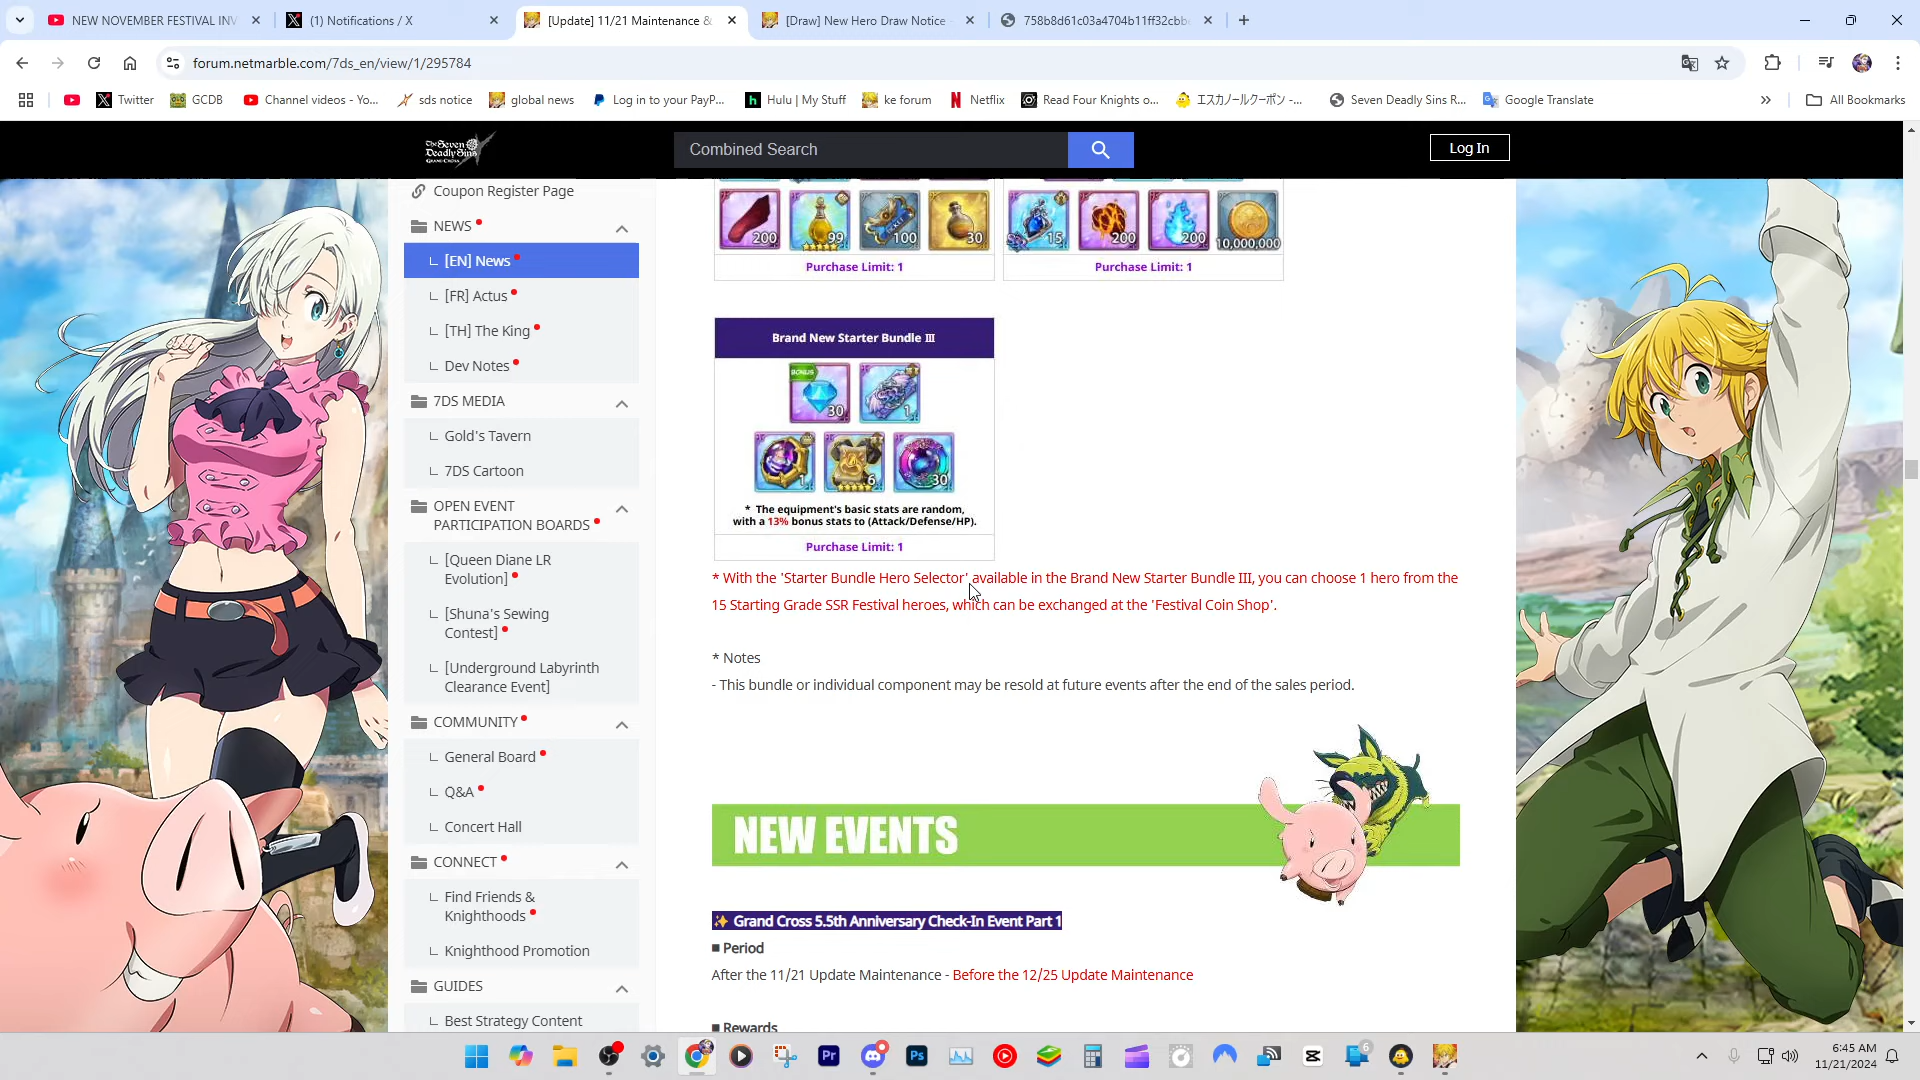 NEW NOVEMBER FESTIVAL INV
(1) Notifications / X
[Update] 11/21 Maintenance &
[Draw] New Hero Draw Notice
758b8d61c03a4704b11ff32cbb
forum.netmarble.com/7ds_en/view/1/295784
Twitter
GCDB
Channel videos - Yo...
sds notice
global news
Log in to your PayP...
Hulu | My Stuff
ke forum
Netflix
Read Four Knights o...
エスカノールクーポン -...
Seven Deadly Sins R...
Google Translate
All Bookmarks
The Seven
Deadly Sins
GRAND CROSS
Combined Search
Log In
Coupon Register Page
NEWS
[EN] News
[FR] Actus
[TH] The King
Dev Notes
7DS MEDIA
Gold's Tavern
7DS Cartoon
OPEN EVENT
PARTICIPATION BOARDS
[Queen Diane LR
Evolution]
[Shuna's Sewing
Contest]
[Underground Labyrinth
Clearance Event]
COMMUNITY
General Board
Q&A
Concert Hall
CONNECT
Find Friends &
Knighthoods
Knighthood Promotion
GUIDES
Best Strategy Content
200 99 100 30
15 200 200 10,000,000
TICKET
Purchase Limit: 1
Purchase Limit: 1
Brand New Starter Bundle III
BONUS
30 1
1 6 30
* The equipment's basic stats are random,
with a 13% bonus stats to (Attack/Defense/HP).
Purchase Limit: 1
* With the 'Starter Bundle Hero Selector' available in the Brand New Starter Bundle III, you can choose 1 hero from the
15 Starting Grade SSR Festival heroes, which can be exchanged at the 'Festival Coin Shop'.
* Notes
- This bundle or individual component may be resold at future events after the end of the sales period.
NEW EVENTS
✨ Grand Cross 5.5th Anniversary Check-In Event Part 1
■ Period
After the 11/21 Update Maintenance - Before the 12/25 Update Maintenance
■ Rewards
Pr
Ps
6
6:45 AM
11/21/2024